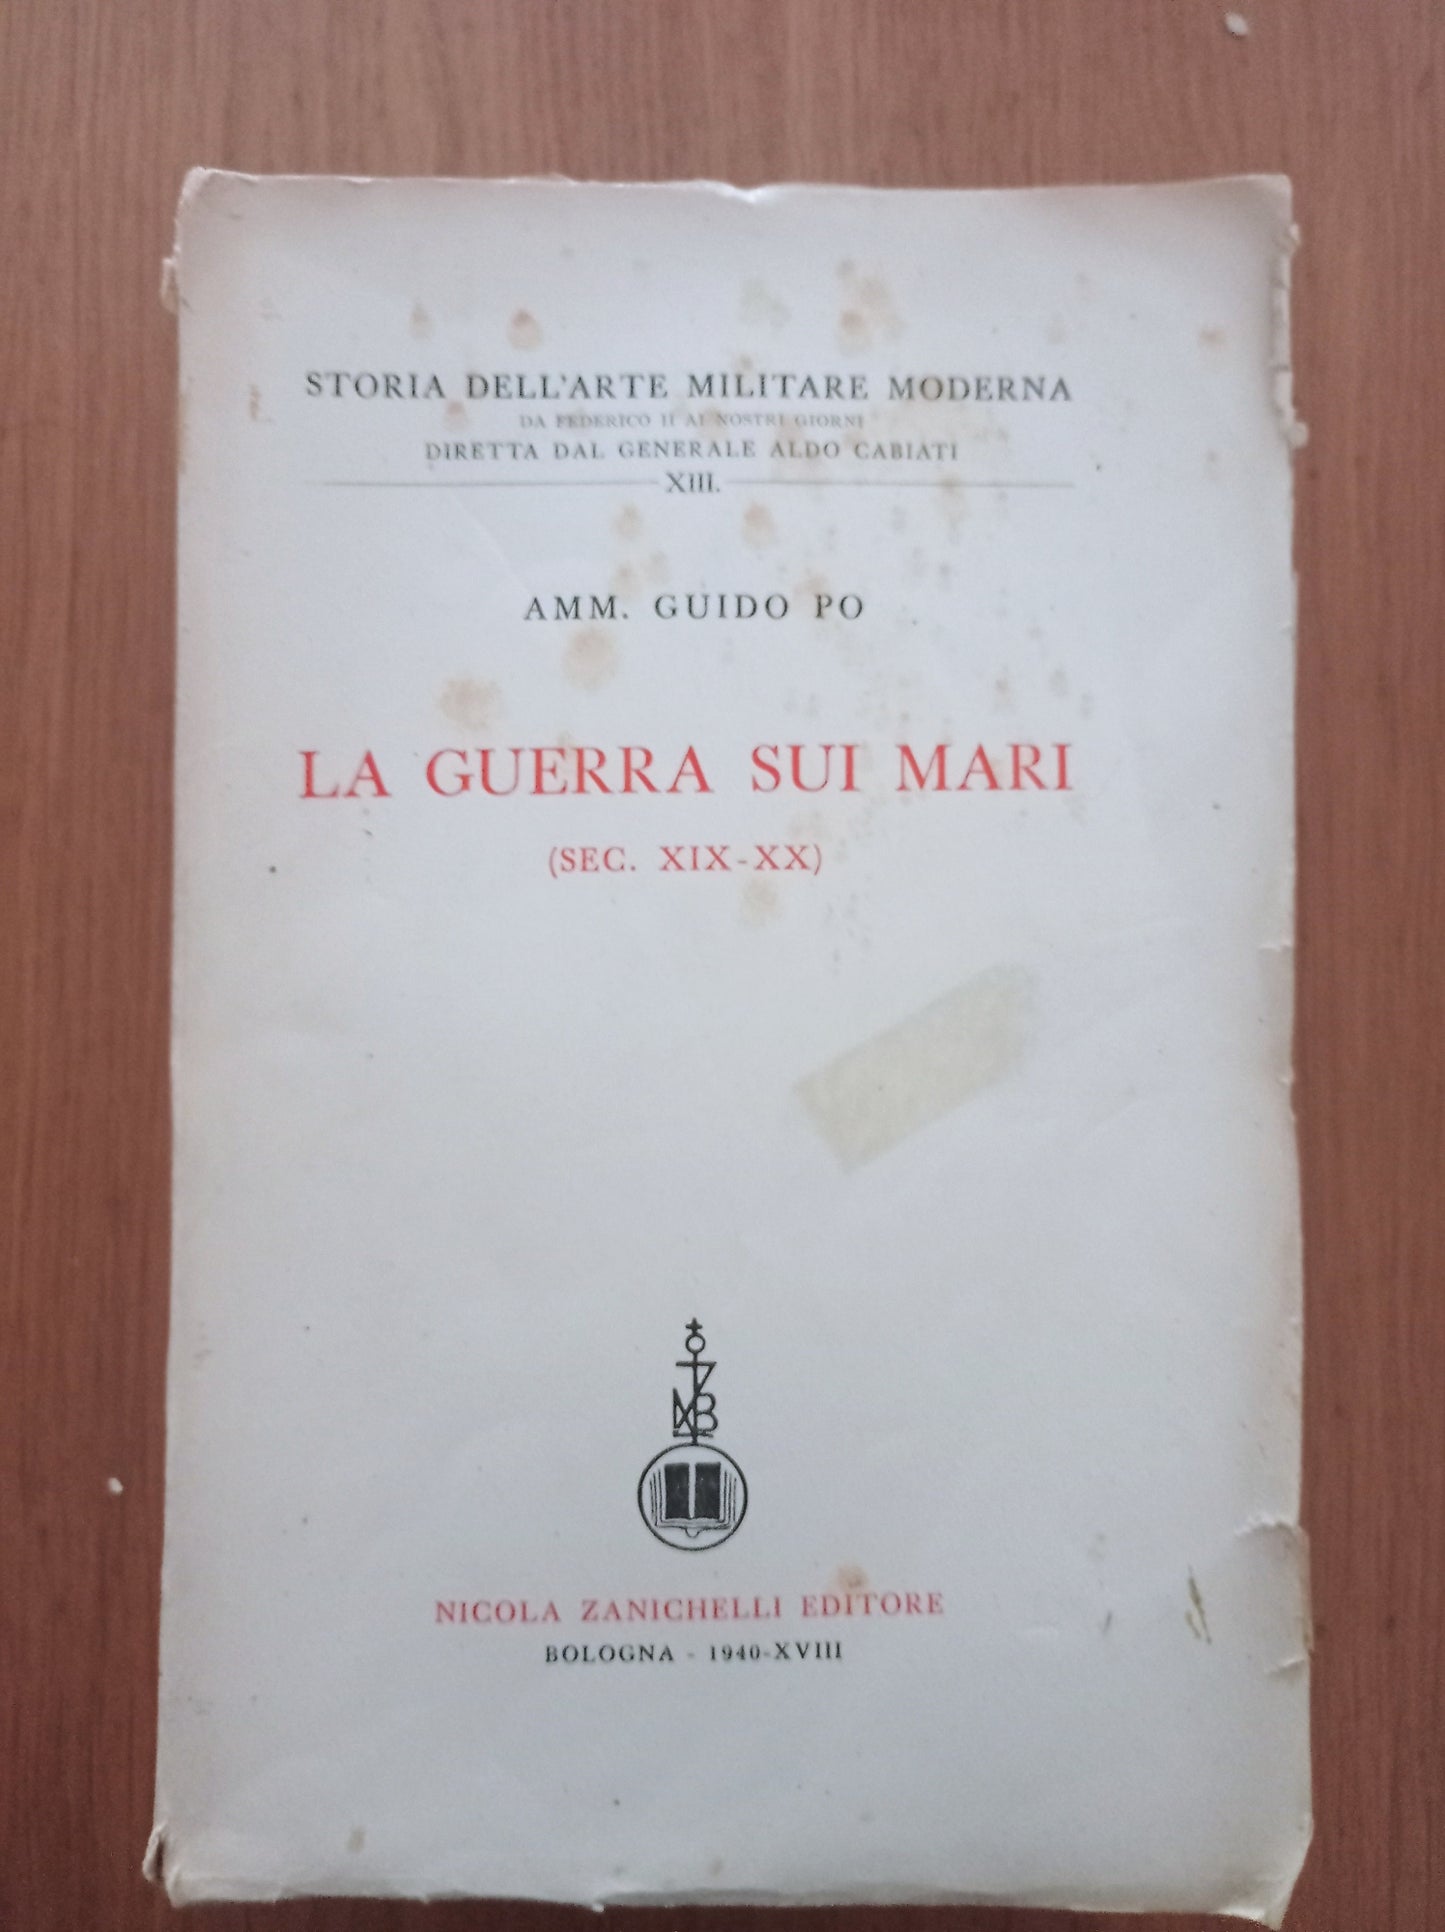 STORIA DELL'ARTE MILITARE MODERNA
DA FEDERICO II AI NOSTRI GIORNI
DIRETTA DAL GENERALE ALDO CABIATI
XIII.
AMM. GUIDO PO
LA GUERRA SUI MARI
(SEC. XIX-XX)
NICOLA ZANICHELLI EDITORE
BOLOGNA - 1940-XVIII